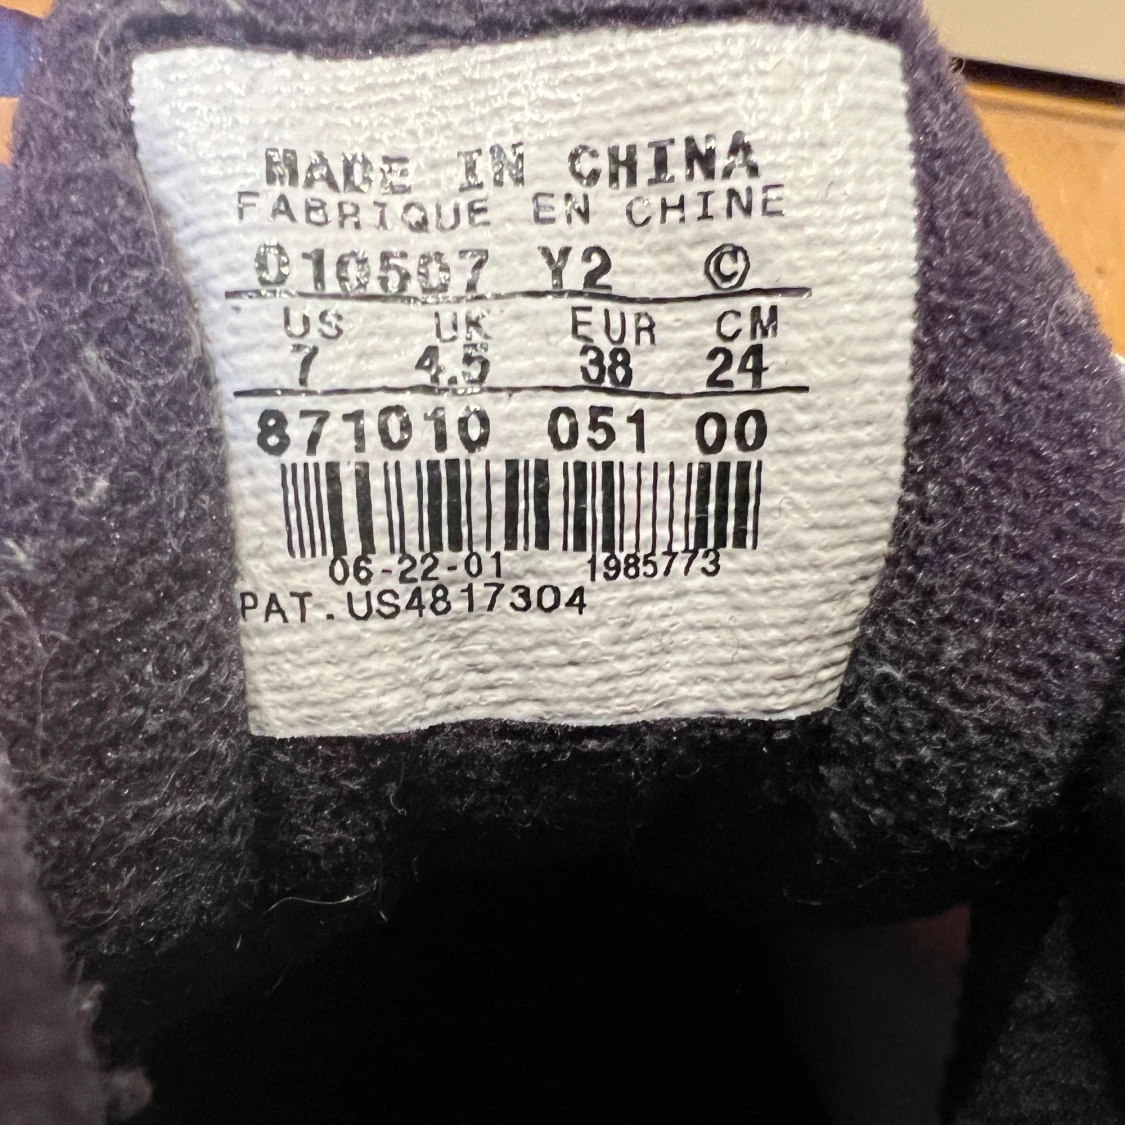 MADE IN CHINA
FABRIQUE EN CHINE
010507 Y2 ©
US UK EUR CM
7 4.5 38 24
871010 051 00
06-22-01 1985773
PAT.US4817304